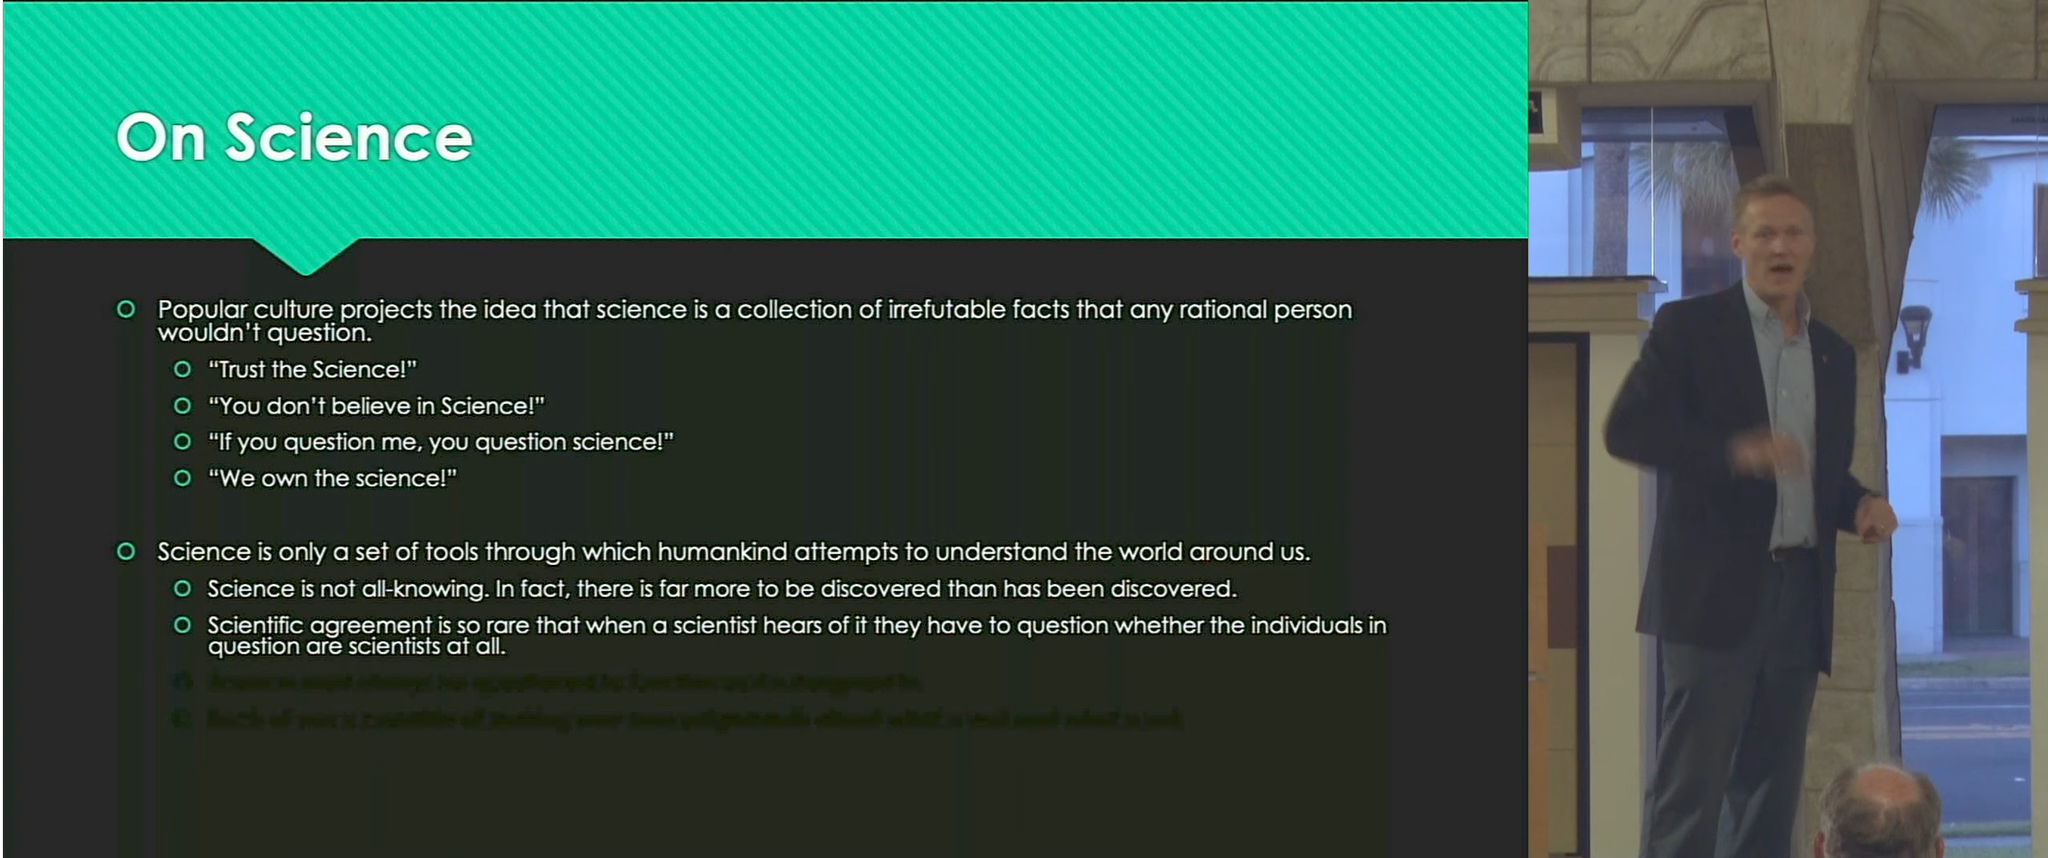 On Science
Popular culture projects the idea that science is a collection of irrefutable facts that any rational person
wouldn't question.
"Trust the Science!"
"You don't believe in Science!"
"If you question me, you question science!"
"We own the science!"
Science is only a set of tools through which humankind attempts to understand the world around us.
Science is not all-knowing. In fact, there is far more to be discovered than has been discovered.
Scientific agreement is so rare that when a scientist hears of it they have to question whether the individuals in
question are scientists at all.